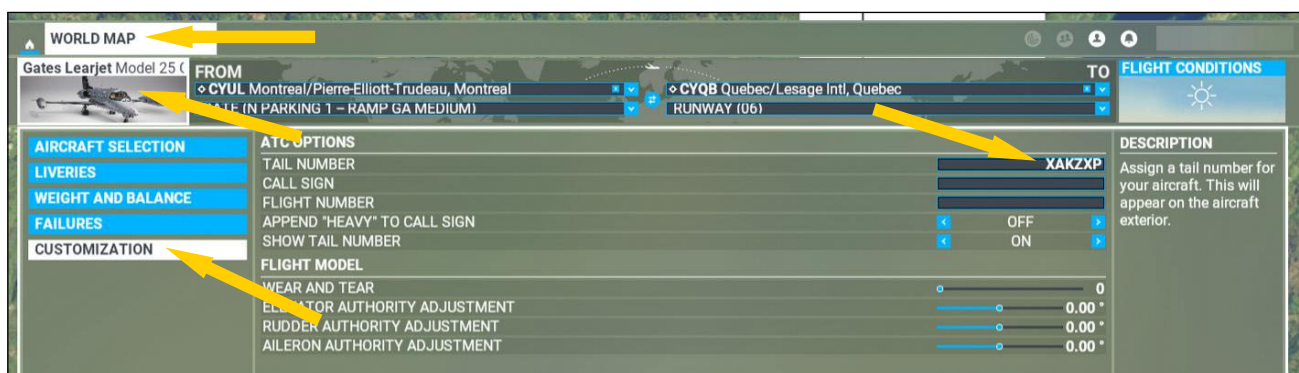 WORLD MAP
Gates Learjet Model 25
FROM
TO
FLIGHT CONDITIONS
CYUL Montreal/Pierre-Elliott-Trudeau, Montreal
CYQB Quebec/Lesage Intl, Quebec
GATE (N PARKING 1 – RAMP GA MEDIUM)
RUNWAY (06)
AIRCRAFT SELECTION
LIVERIES
WEIGHT AND BALANCE
FAILURES
CUSTOMIZATION
ATC OPTIONS
TAIL NUMBER XAKZXP
CALL SIGN
FLIGHT NUMBER
APPEND "HEAVY" TO CALL SIGN OFF
SHOW TAIL NUMBER ON
FLIGHT MODEL
WEAR AND TEAR 0
ELEVATOR AUTHORITY ADJUSTMENT 0.00 °
RUDDER AUTHORITY ADJUSTMENT 0.00 °
AILERON AUTHORITY ADJUSTMENT 0.00 °
DESCRIPTION
Assign a tail number for
your aircraft. This will
appear on the aircraft
exterior.